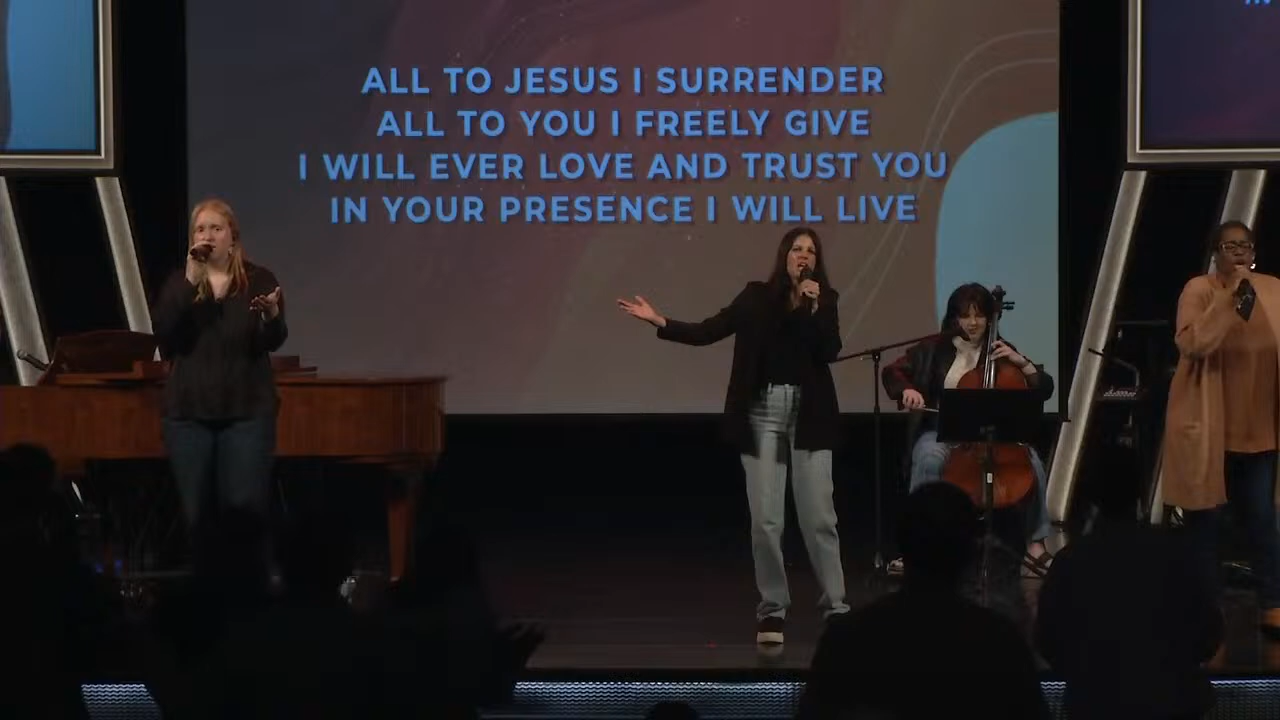 ALL TO JESUS I SURRENDER
ALL TO YOU I FREELY GIVE
I WILL EVER LOVE AND TRUST YOU
IN YOUR PRESENCE I WILL LIVE
IN